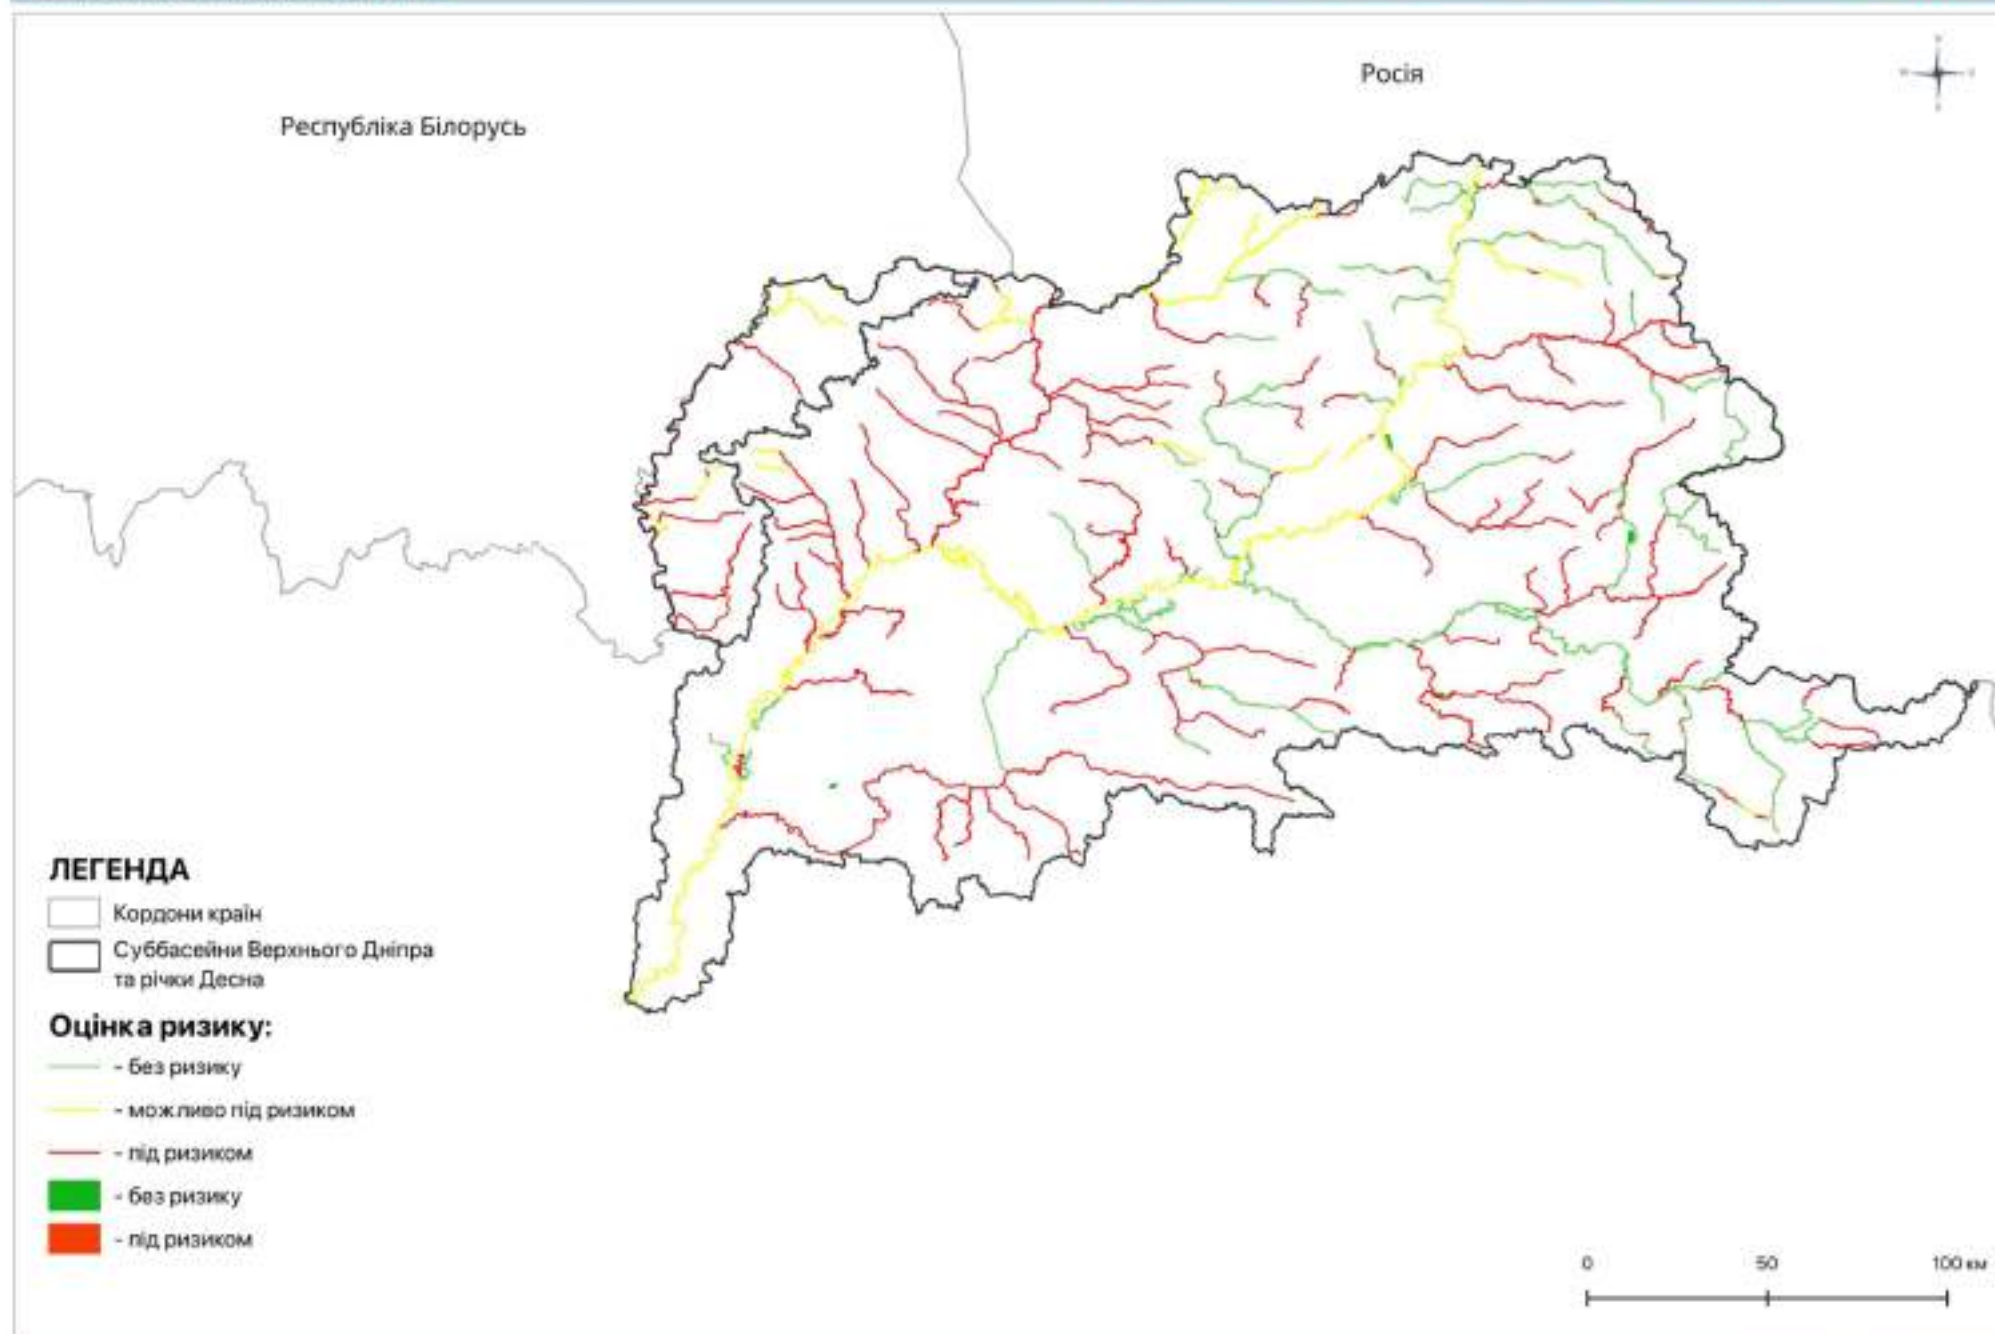 Росія
Республіка Білорусь
ЛЕГЕНДА
Кордони країн
Суббасейни Верхнього Дніпра
та річки Десна
Оцінка ризику:
- без ризику
- можливо під ризиком
- під ризиком
- без ризику
- під ризиком
0 50 100 км